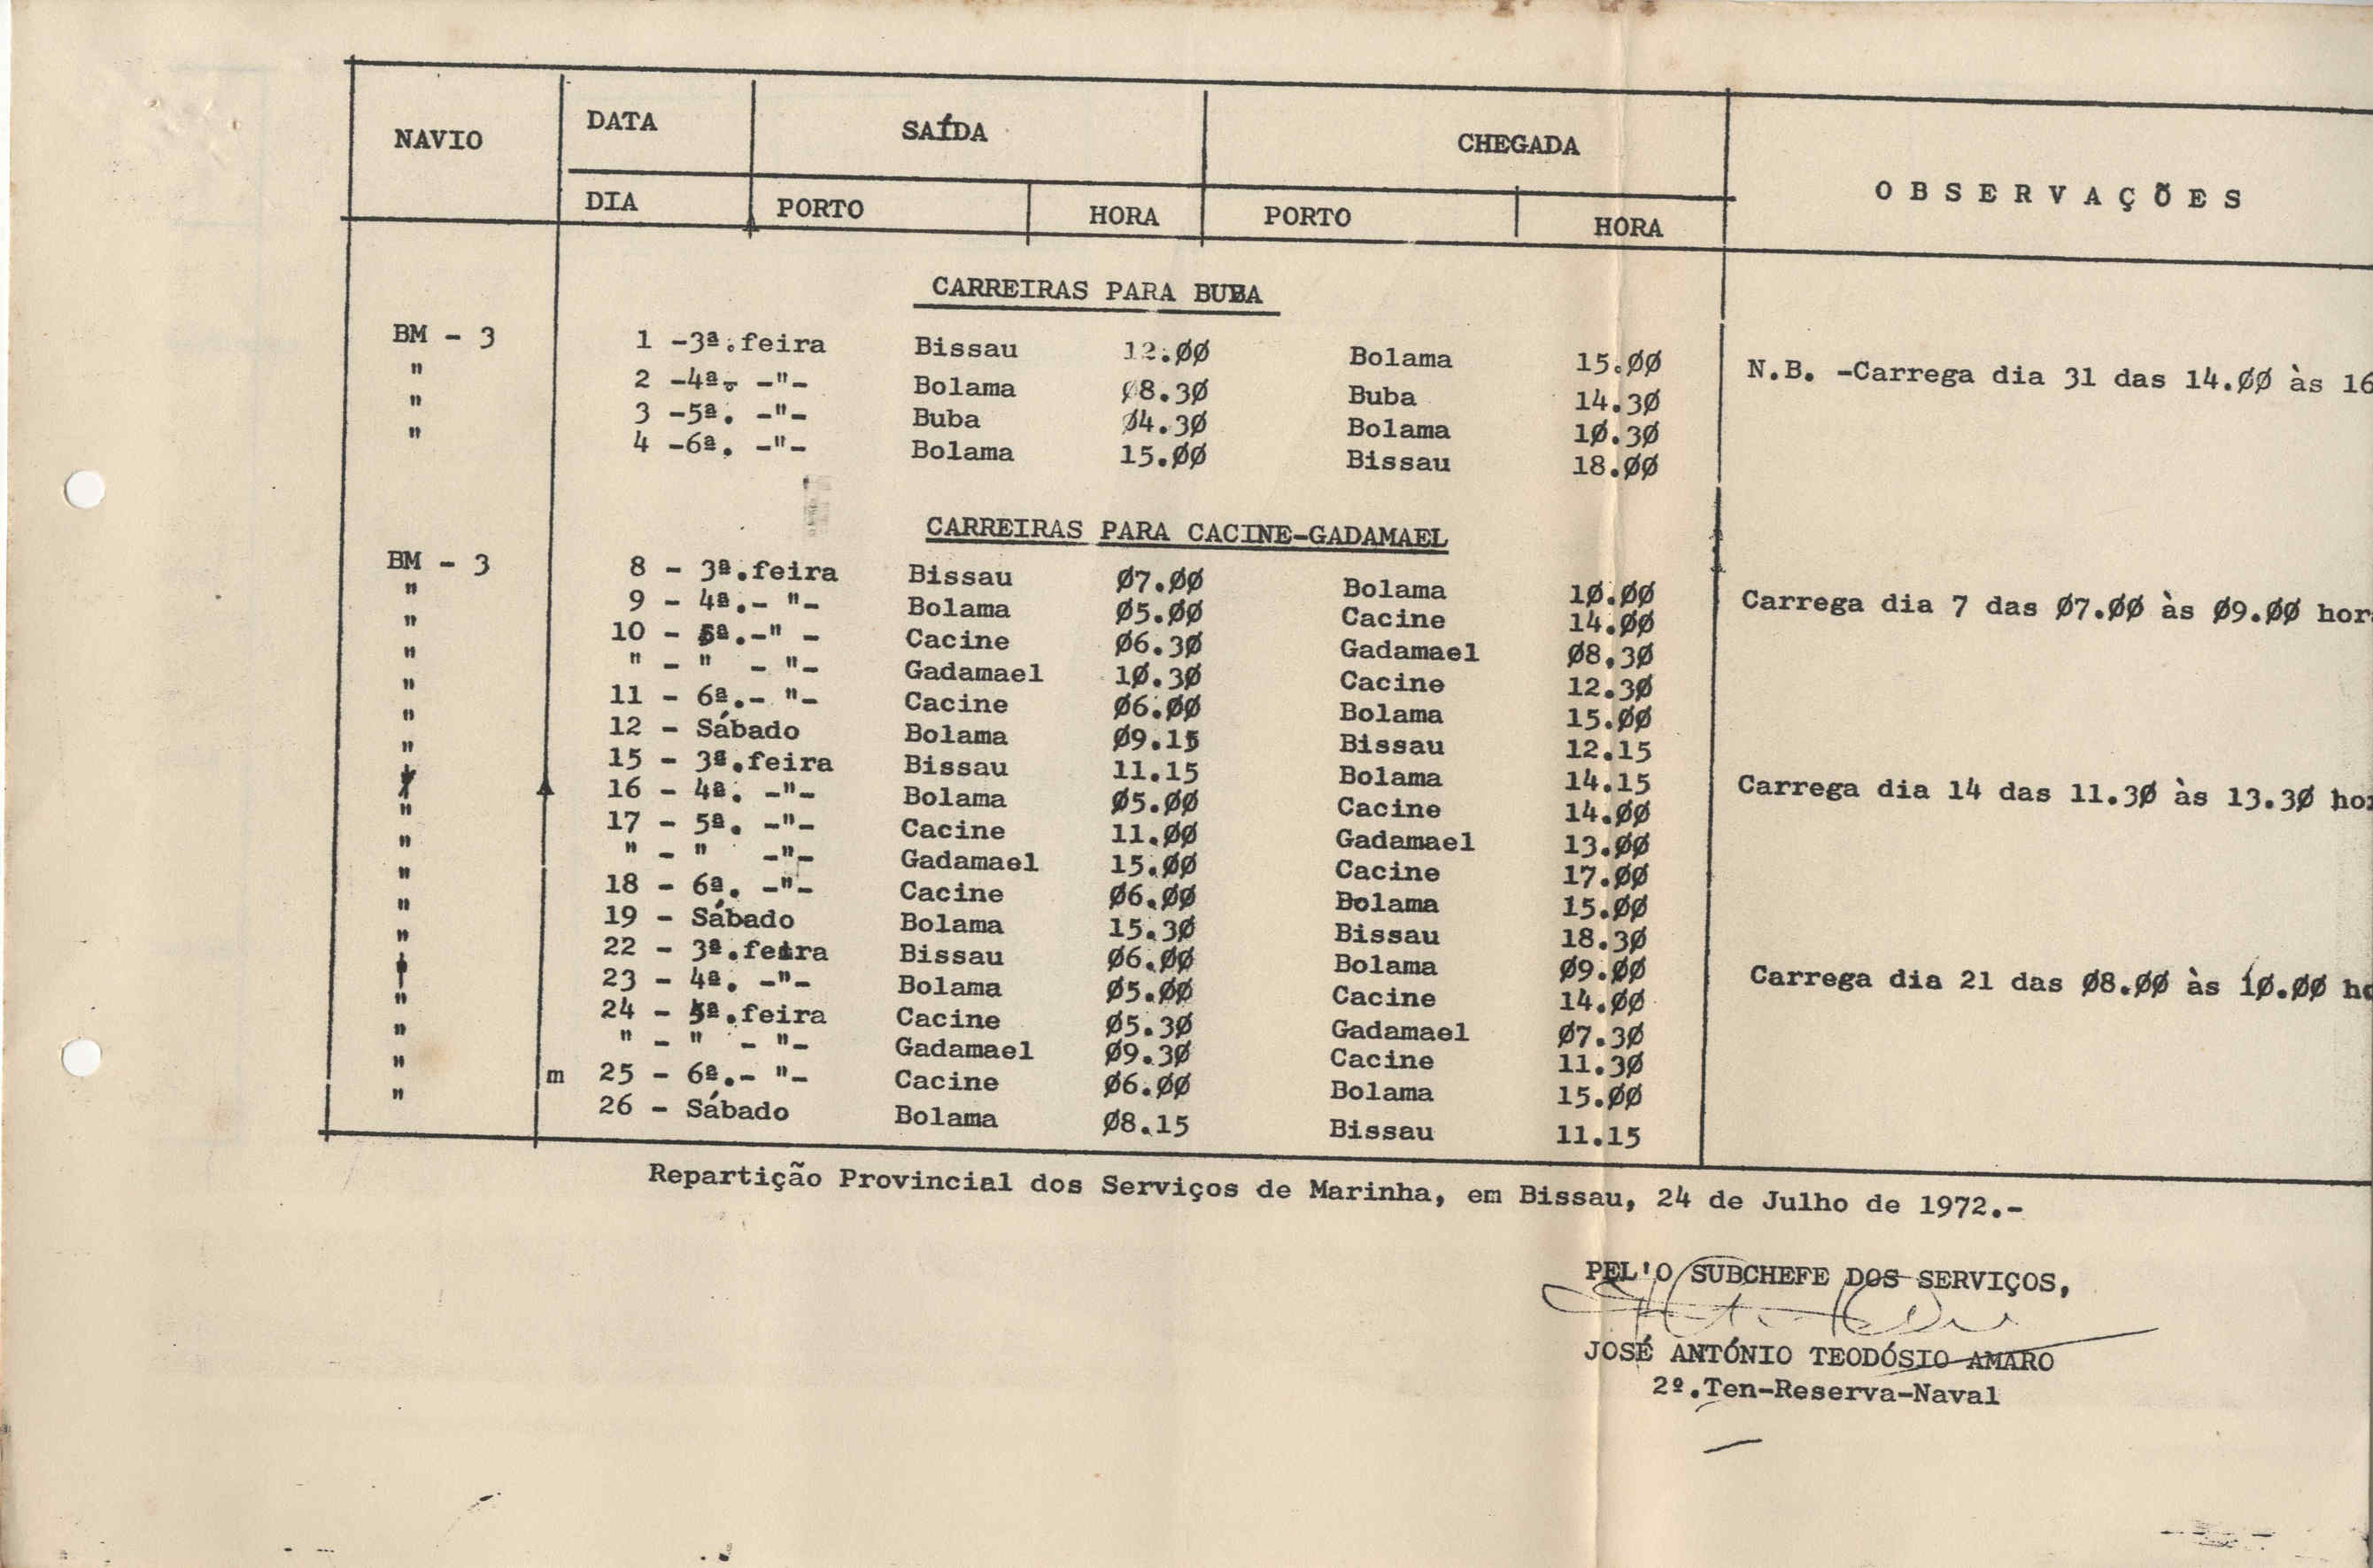 NAVIO DATA SAÍDA CHEGADA OBSERVAÇÕES
DIA PORTO HORA PORTO HORA
CARREIRAS PARA BUBA
BM - 3 1 -3ª.feira Bissau 12.ØØ Bolama 15.ØØ N.B. -Carrega dia 31 das 14.ØØ às 16
" 2 -4ª. -"- Bolama Ø8.3Ø Buba 14.3Ø
" 3 -5ª. -"- Buba Ø4.3Ø Bolama 1Ø.3Ø
" 4 -6ª. -"- Bolama 15.ØØ Bissau 18.ØØ
CARREIRAS PARA CACINE-GADAMAEL
BM - 3 8 - 3ª.feira Bissau Ø7.ØØ Bolama 1Ø.ØØ Carrega dia 7 das Ø7.ØØ às Ø9.ØØ hor
" 9 - 4ª.- "- Bolama Ø5.ØØ Cacine 14.ØØ
" 10 - 5ª.-" - Cacine Ø6.3Ø Gadamael Ø8.3Ø
" " - " - "- Gadamael 1Ø.3Ø Cacine 12.3Ø
" 11 - 6ª.- "- Cacine Ø6.ØØ Bolama 15.ØØ
" 12 - Sábado Bolama Ø9.15 Bissau 12.15
" 15 - 3ª.feira Bissau 11.15 Bolama 14.15 Carrega dia 14 das 11.3Ø às 13.3Ø hor
" 16 - 4ª. -"- Bolama Ø5.ØØ Cacine 14.ØØ
" 17 - 5ª. -"- Cacine 11.ØØ Gadamael 13.ØØ
" " - " -"- Gadamael 15.ØØ Cacine 17.ØØ
" 18 - 6ª. -"- Cacine Ø6.ØØ Bolama 15.ØØ
" 19 - Sábado Bolama 15.3Ø Bissau 18.3Ø
" 22 - 3ª.feira Bissau Ø6.ØØ Bolama Ø9.ØØ Carrega dia 21 das Ø8.ØØ às 1Ø.ØØ ho
" 23 - 4ª. -"- Bolama Ø5.ØØ Cacine 14.ØØ
" 24 - 5ª.feira Cacine Ø5.3Ø Gadamael Ø7.3Ø
" " - " - "- Gadamael Ø9.3Ø Cacine 11.3Ø
" m 25 - 6ª.- "- Cacine Ø6.ØØ Bolama 15.ØØ
" 26 - Sábado Bolama Ø8.15 Bissau 11.15
Repartição Provincial dos Serviços de Marinha, em Bissau, 24 de Julho de 1972.-
PEL'O SUBCHEFE DOS SERVIÇOS,
JOSÉ ANTÓNIO TEODÓSIO AMARO
2º.Ten-Reserva-Naval